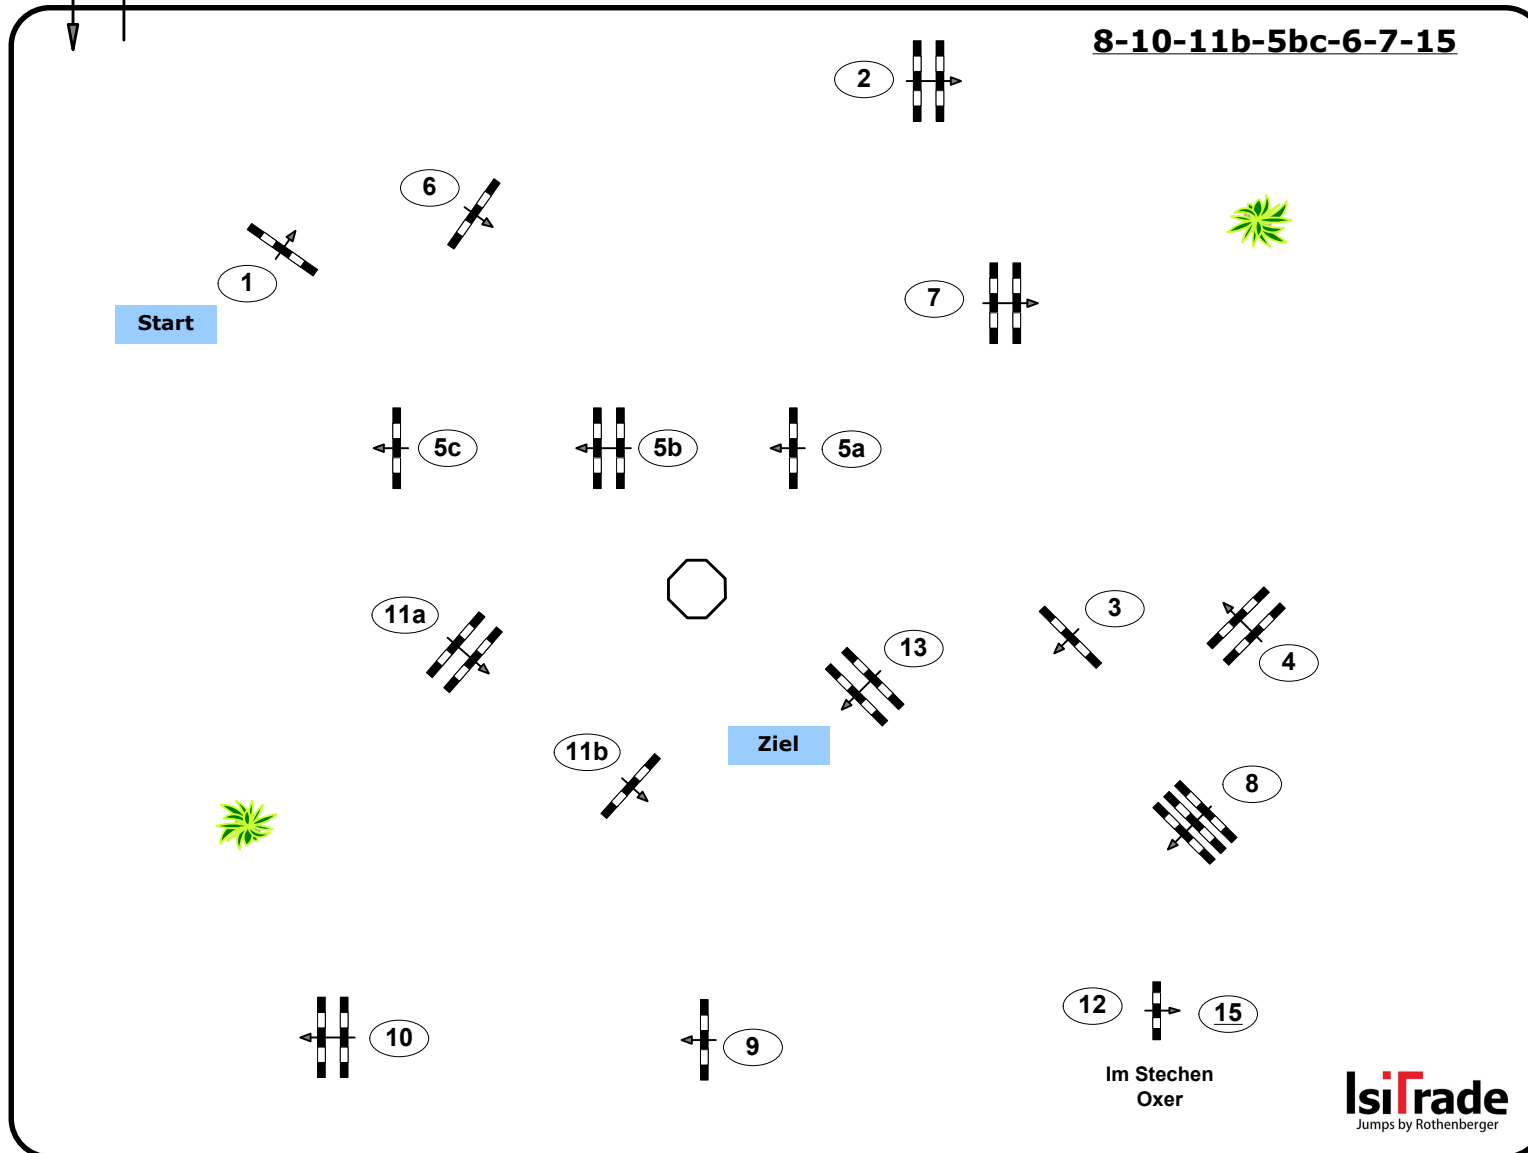 8-10-11b-5bc-6-7-15
2
6
1
Start
7
5c
5b
5a
11a
3
13
4
11b
Ziel
8
12
15
10
9
Im Stechen
Oxer
IsiTrade
Jumps by Rothenberger